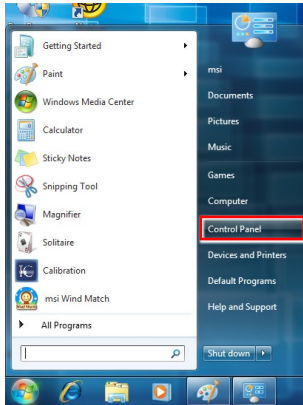 Getting Started
Paint
Windows Media Center
Calculator
Sticky Notes
Snipping Tool
Magnifier
Solitaire
Calibration
msi Wind Match
All Programs
msi
Documents
Pictures
Music
Games
Computer
Control Panel
Devices and Printers
Default Programs
Help and Support
Shut down